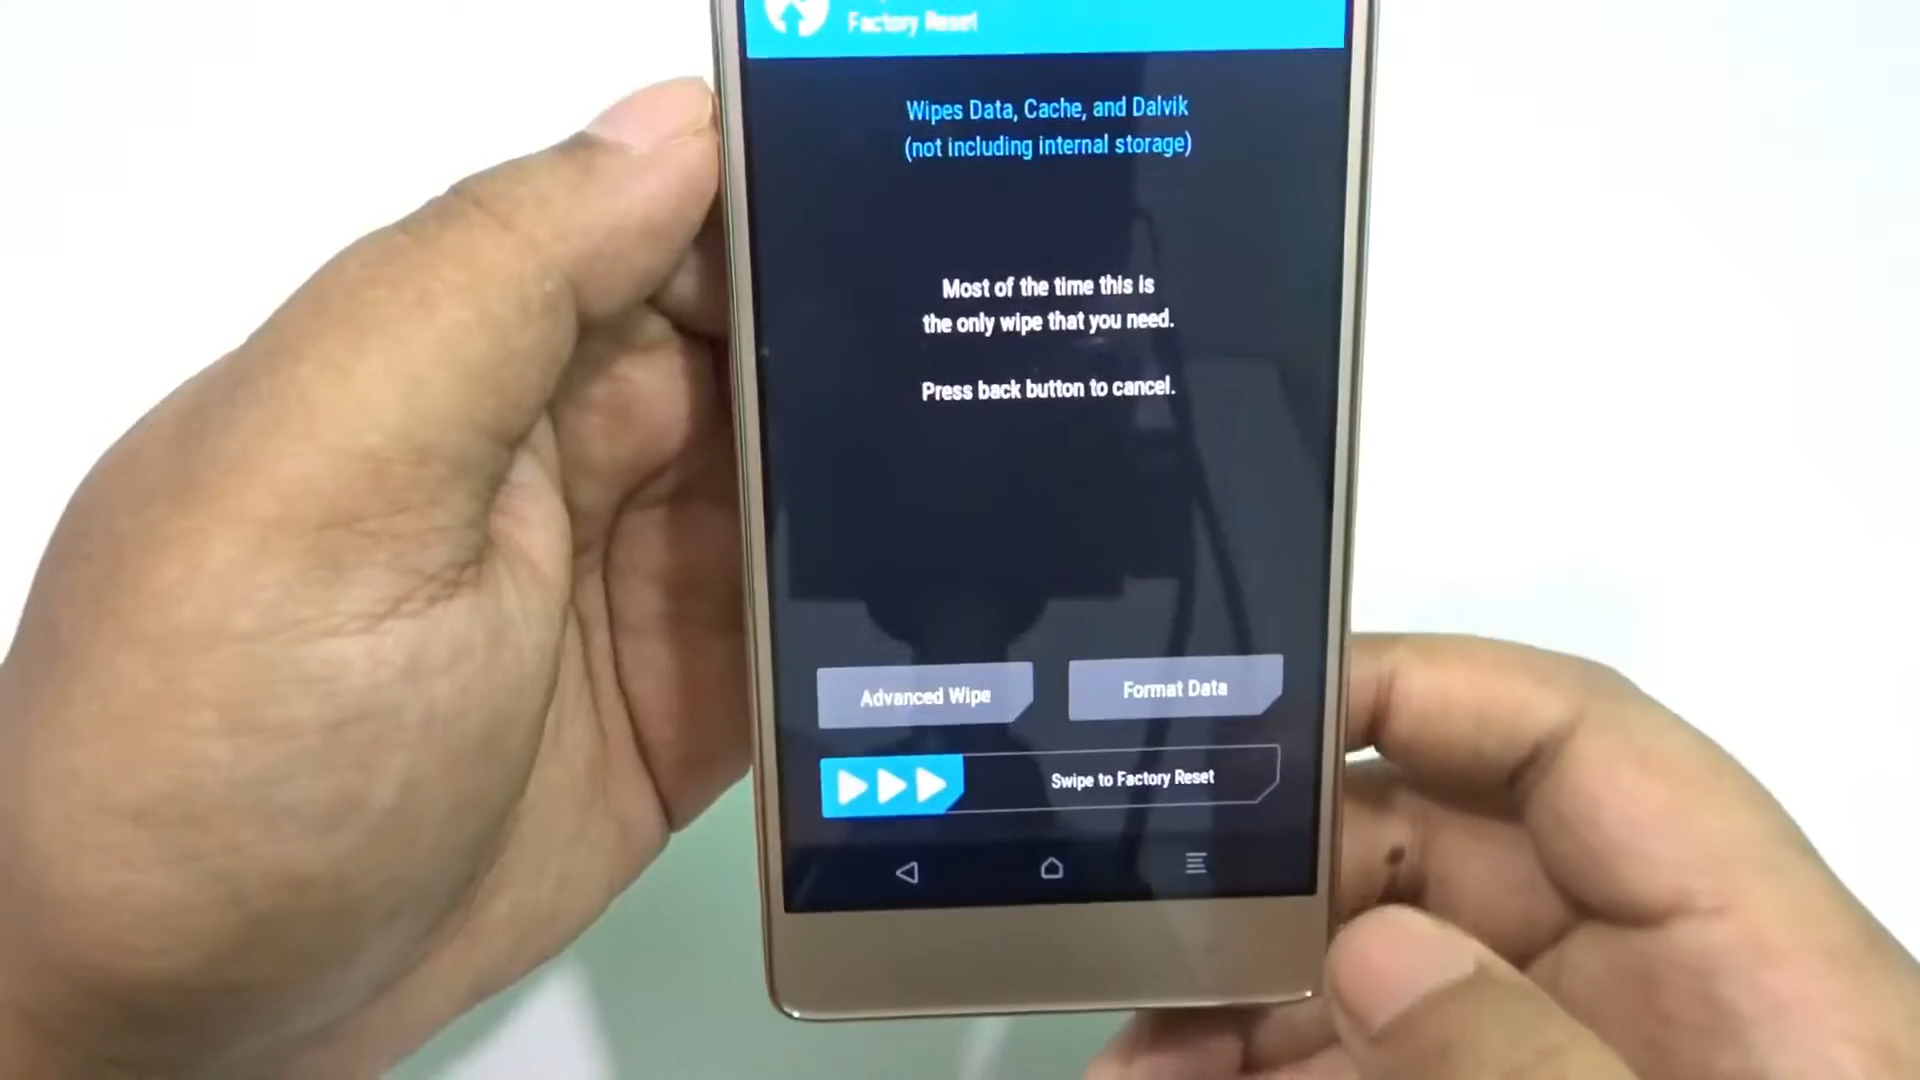 Factory Reset
Wipes Data, Cache, and Dalvik
(not including internal storage)
Most of the time this is
the only wipe that you need.
Press back button to cancel.
Advanced Wipe
Format Data
Swipe to Factory Reset